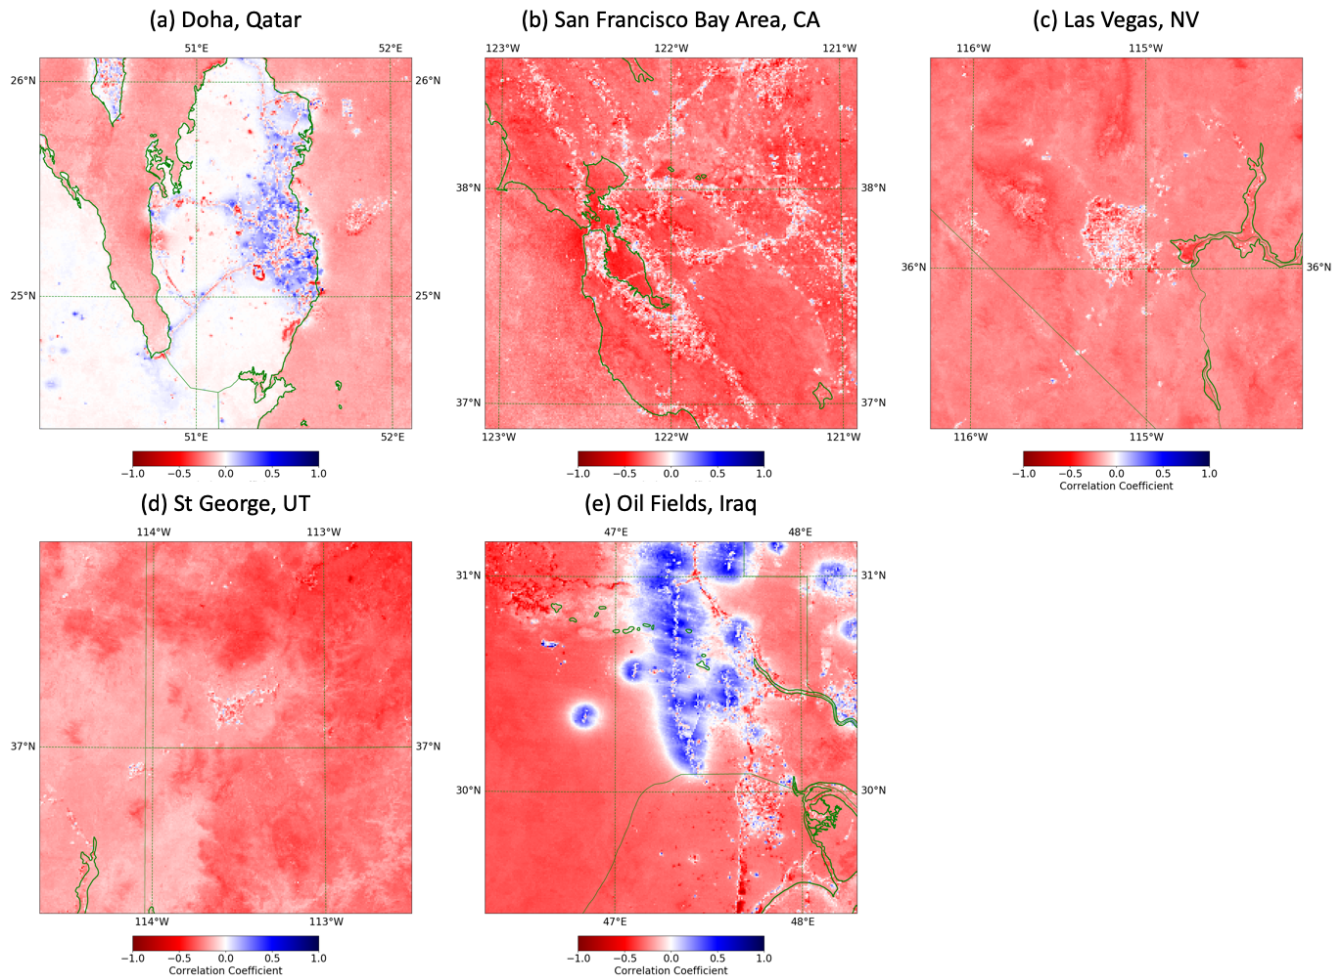 (a) Doha, Qatar
(b) San Francisco Bay Area, CA
(c) Las Vegas, NV
51°E 52°E
123°W 122°W 121°W
116°W 115°W
26°N 26°N
38°N 38°N
36°N 36°N
25°N 25°N
37°N 37°N
51°E 52°E
123°W 122°W 121°W
116°W 115°W
−1.0 −0.5 0.0 0.5 1.0
−1.0 −0.5 0.0 0.5 1.0
−1.0 −0.5 0.0 0.5 1.0
Correlation Coefficient
(d) St George, UT
(e) Oil Fields, Iraq
114°W 113°W
47°E 48°E
31°N 31°N
37°N 37°N
30°N 30°N
114°W 113°W
47°E 48°E
−1.0 −0.5 0.0 0.5 1.0
Correlation Coefficient
−1.0 −0.5 0.0 0.5 1.0
Correlation Coefficient